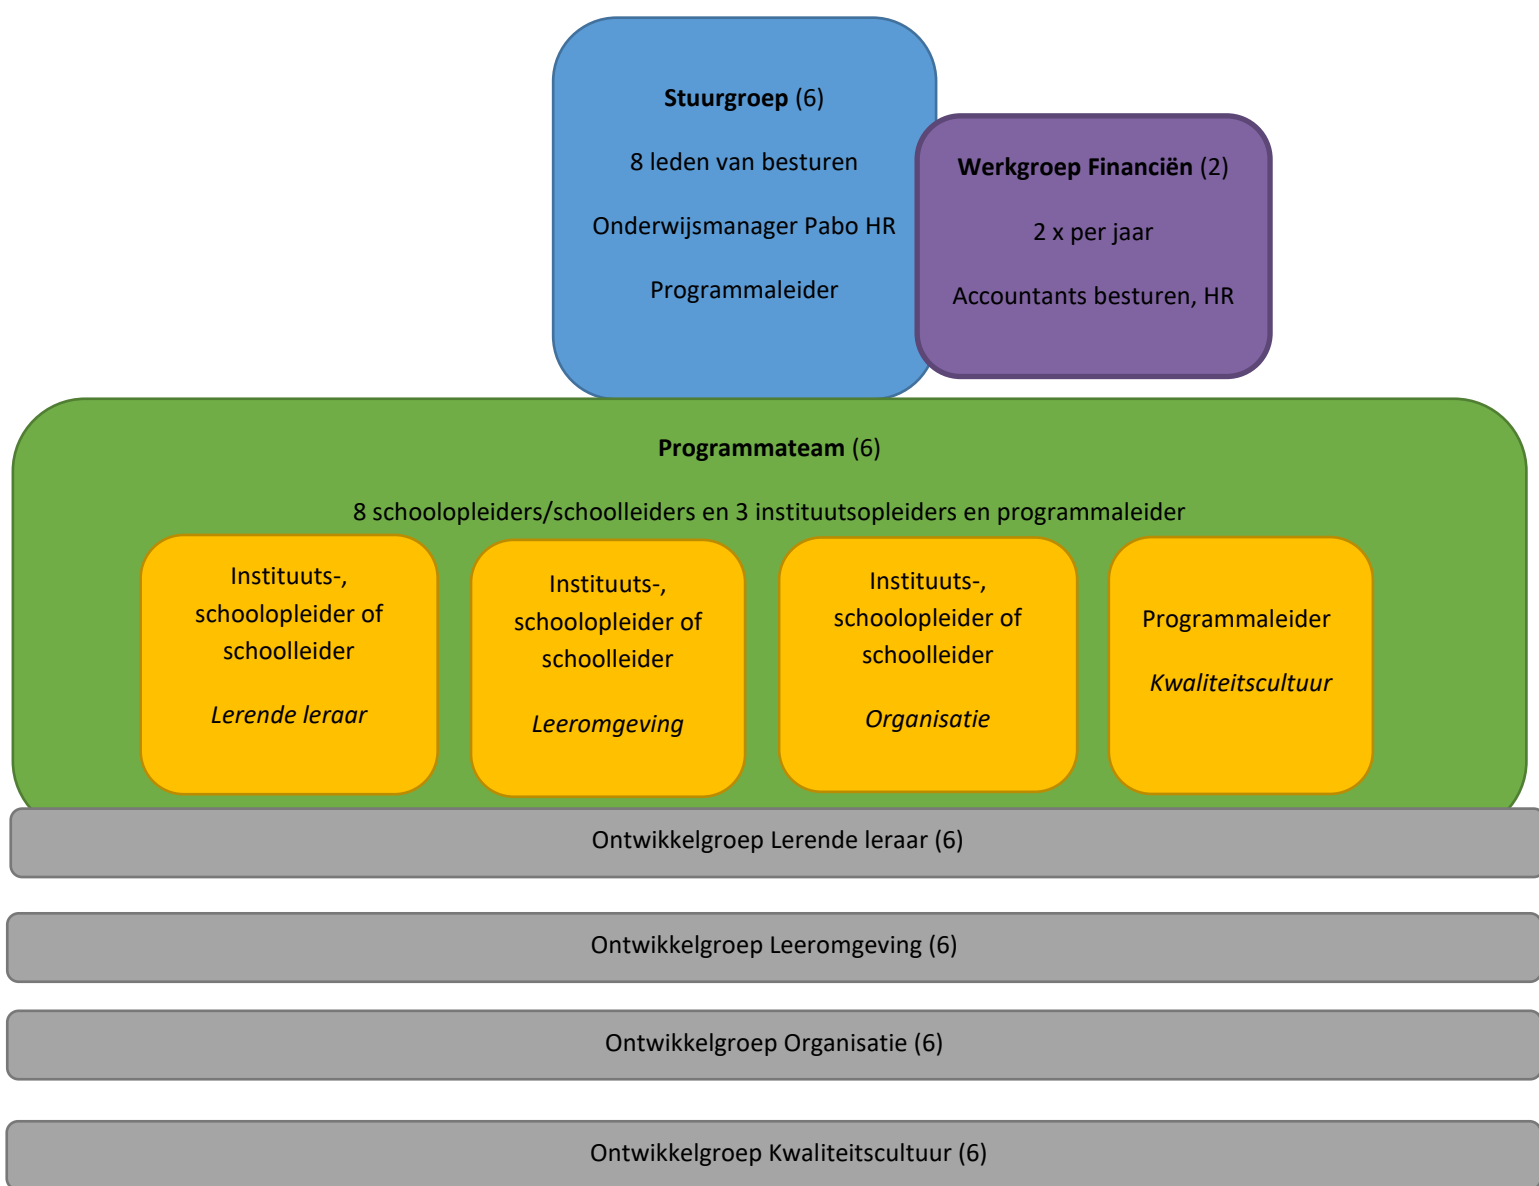 Stuurgroep (6)
8 leden van besturen
Onderwijsmanager Pabo HR
Programmaleider
Werkgroep Financiën (2)
2 x per jaar
Accountants besturen, HR
Programmateam (6)
8 schoolopleiders/schoolleiders en 3 instituutsopleiders en programmaleider
Instituuts-,
schoolopleider of
schoolleider
Lerende leraar
Instituuts-,
schoolopleider of
schoolleider
Leeromgeving
Instituuts-,
schoolopleider of
schoolleider
Organisatie
Programmaleider
Kwaliteitscultuur
Ontwikkelgroep Lerende leraar (6)
Ontwikkelgroep Leeromgeving (6)
Ontwikkelgroep Organisatie (6)
Ontwikkelgroep Kwaliteitscultuur (6)